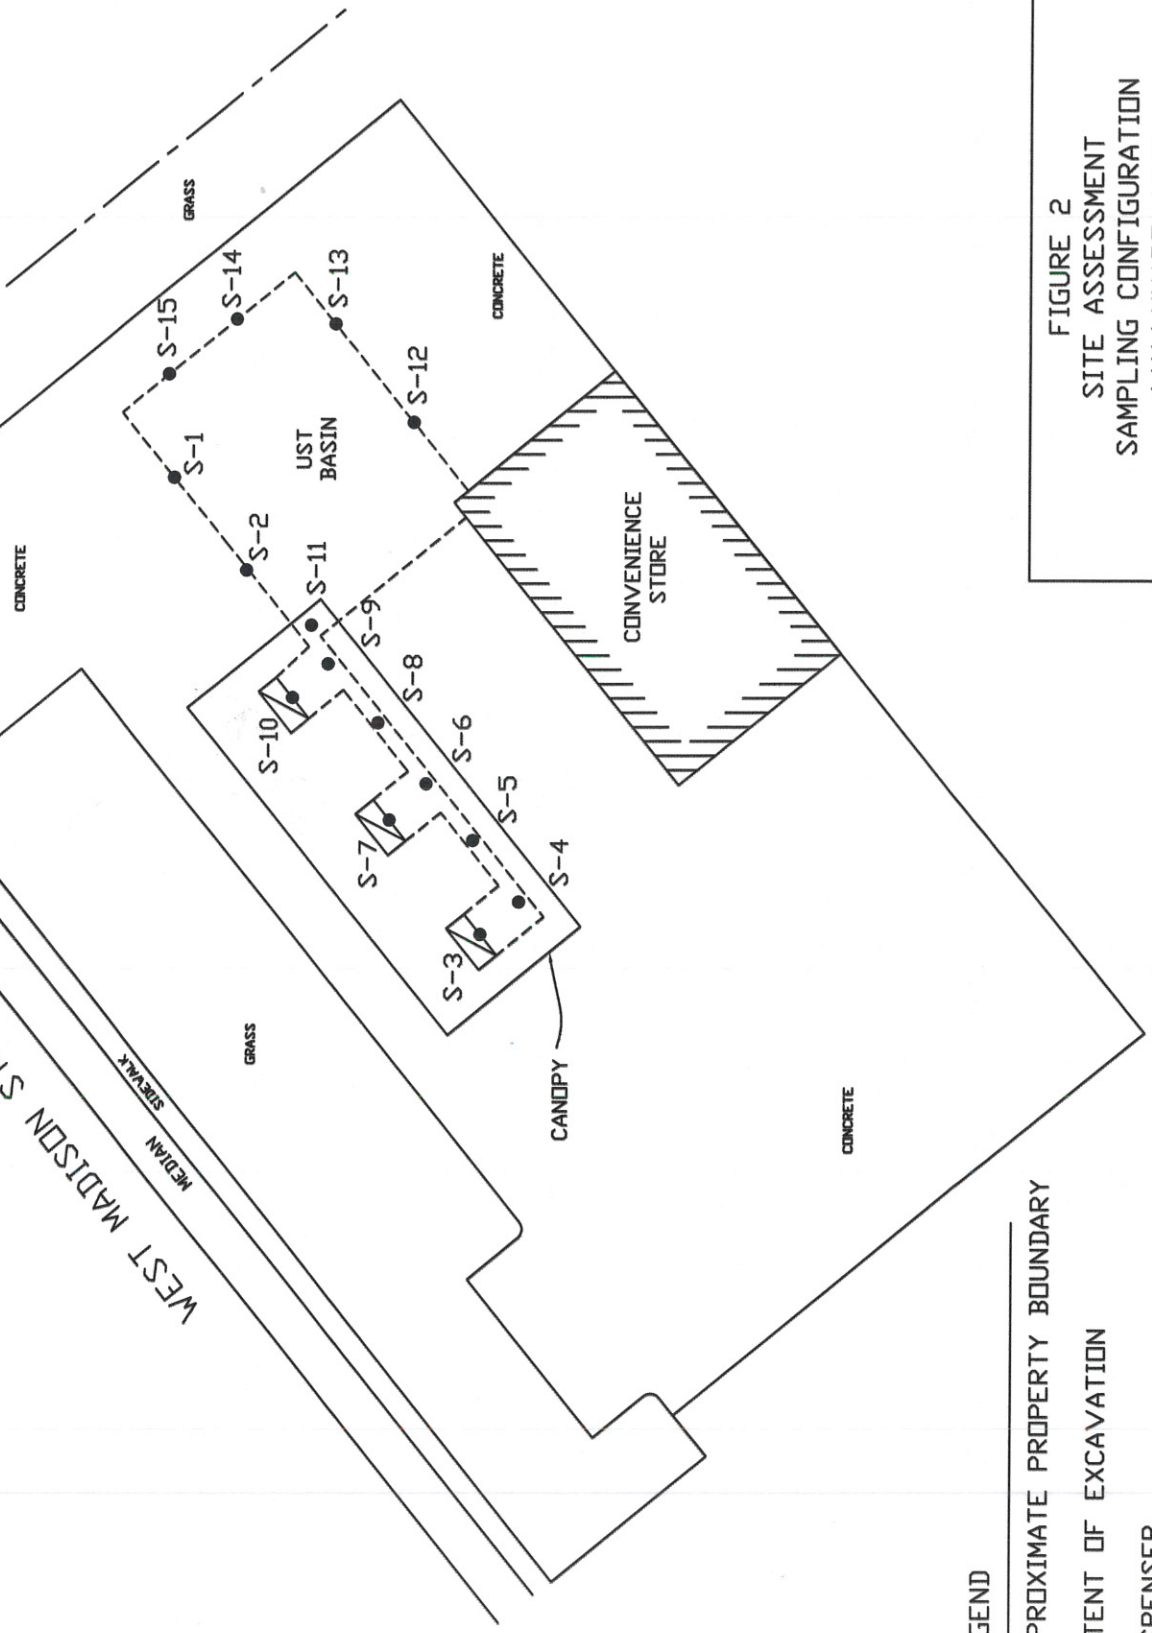 GRASS
S-15
S-14
S-13
CONCRETE
S-12
S-1
UST
BASIN
S-2
CONCRETE
S-11
S-9
S-8
S-10
S-6
S-7
S-5
S-4
S-3
CONVENIENCE
STORE
CANOPY
GRASS
SIDEWALK
MEDIAN
WEST MADISON
CONCRETE
FIGURE 2
SITE ASSESSMENT
SAMPLING CONFIGURATION
GEND
PROXIMATE PROPERTY BOUNDARY
TENT OF EXCAVATION